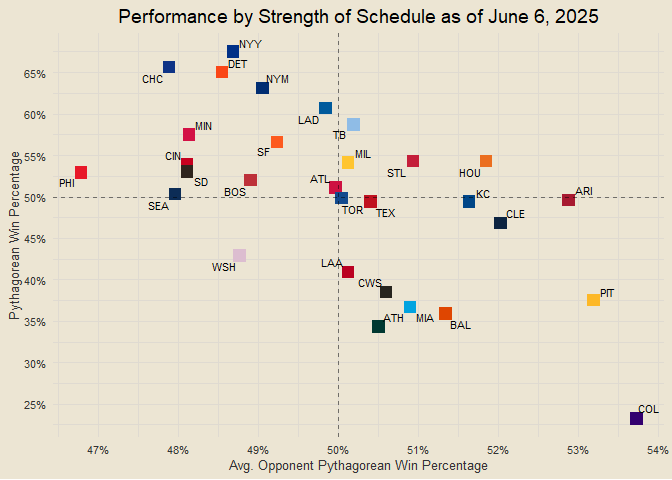 Performance by Strength of Schedule as of June 6, 2025
NYY
DET
CHC
NYM
65%
LAD
60%
TB
MIN
SF
MIL
CIN
STL
HOU
55%
SD
PHI
BOS
ATL
KC
ARI
SEA
TOR
TEX
CLE
50%
45%
WSH
LAA
40%
CWS
PIT
ATH
MIA
BAL
35%
30%
25%
COL
47%
48%
49%
50%
51%
52%
53%
54%
Avg. Opponent Pythagorean Win Percentage
Pythagorean Win Percentage